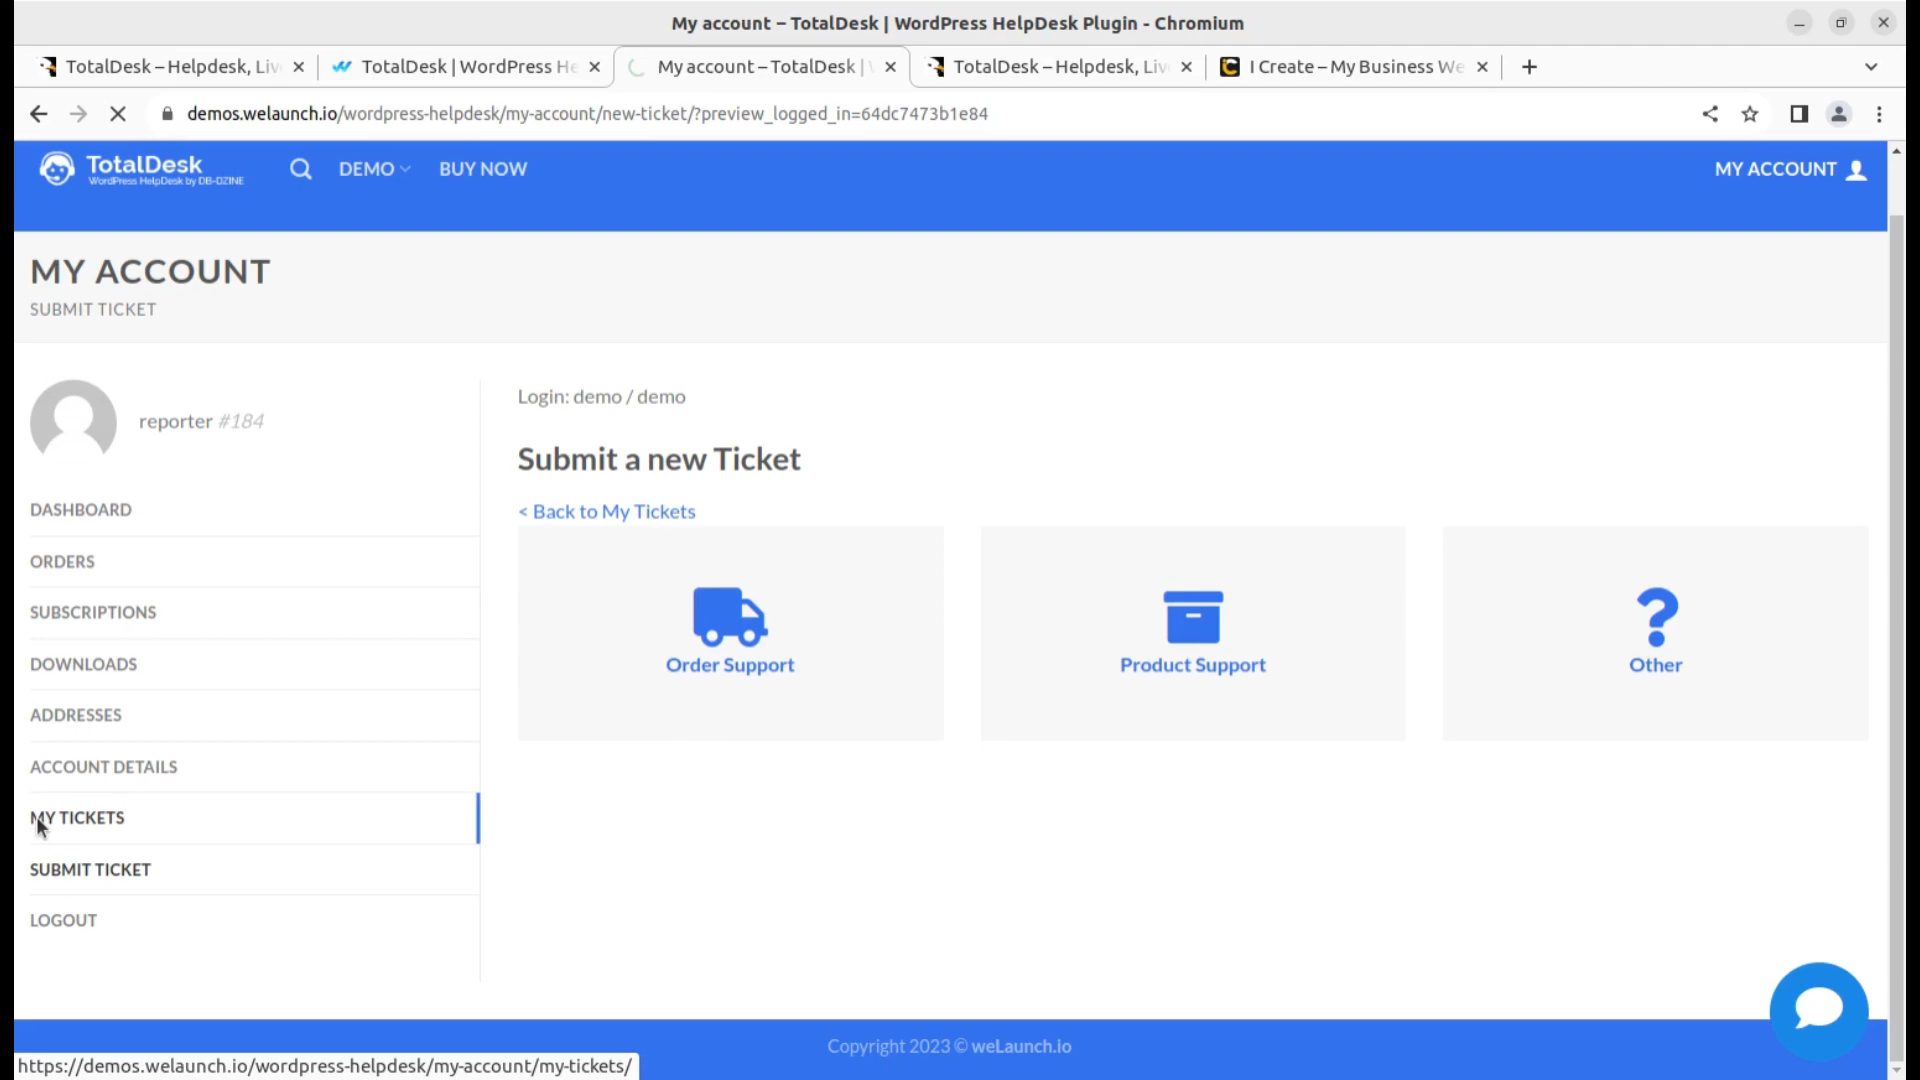 My account – TotalDesk | WordPress HelpDesk Plugin - Chromium
TotalDesk – Helpdesk, Liv
TotalDesk | WordPress He
My account – TotalDesk |
TotalDesk – Helpdesk, Liv
I Create – My Business We
demos.welaunch.io/wordpress-helpdesk/my-account/new-ticket/?preview_logged_in=64dc7473b1e84
TotalDesk
WordPress HelpDesk by DB-DZINE
DEMO
BUY NOW
MY ACCOUNT
MY ACCOUNT
SUBMIT TICKET
reporter #184
DASHBOARD
ORDERS
SUBSCRIPTIONS
DOWNLOADS
ADDRESSES
ACCOUNT DETAILS
MY TICKETS
SUBMIT TICKET
LOGOUT
Login: demo / demo
Submit a new Ticket
< Back to My Tickets
Order Support
Product Support
Other
Copyright 2023 © weLaunch.io
https://demos.welaunch.io/wordpress-helpdesk/my-account/my-tickets/